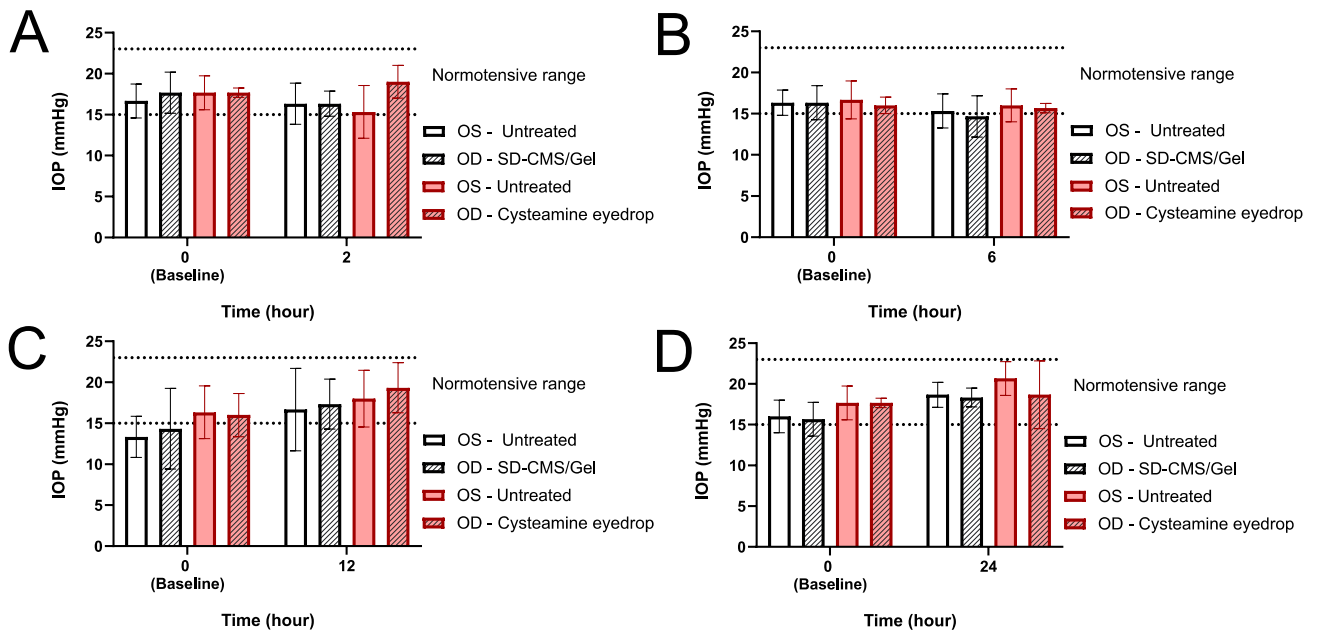 A
IOP (mmHg)
25
20
15
10
5
0
0
(Baseline)
2
Time (hour)
Normotensive range
OS - Untreated
OD - SD-CMS/Gel
OS - Untreated
OD - Cysteamine eyedrop
B
IOP (mmHg)
25
20
15
10
5
0
0
(Baseline)
6
Time (hour)
Normotensive range
OS - Untreated
OD - SD-CMS/Gel
OS - Untreated
OD - Cysteamine eyedrop
C
IOP (mmHg)
25
20
15
10
5
0
0
(Baseline)
12
Time (hour)
Normotensive range
OS - Untreated
OD - SD-CMS/Gel
OS - Untreated
OD - Cysteamine eyedrop
D
IOP (mmHg)
25
20
15
10
5
0
0
(Baseline)
24
Time (hour)
Normotensive range
OS - Untreated
OD - SD-CMS/Gel
OS - Untreated
OD - Cysteamine eyedrop